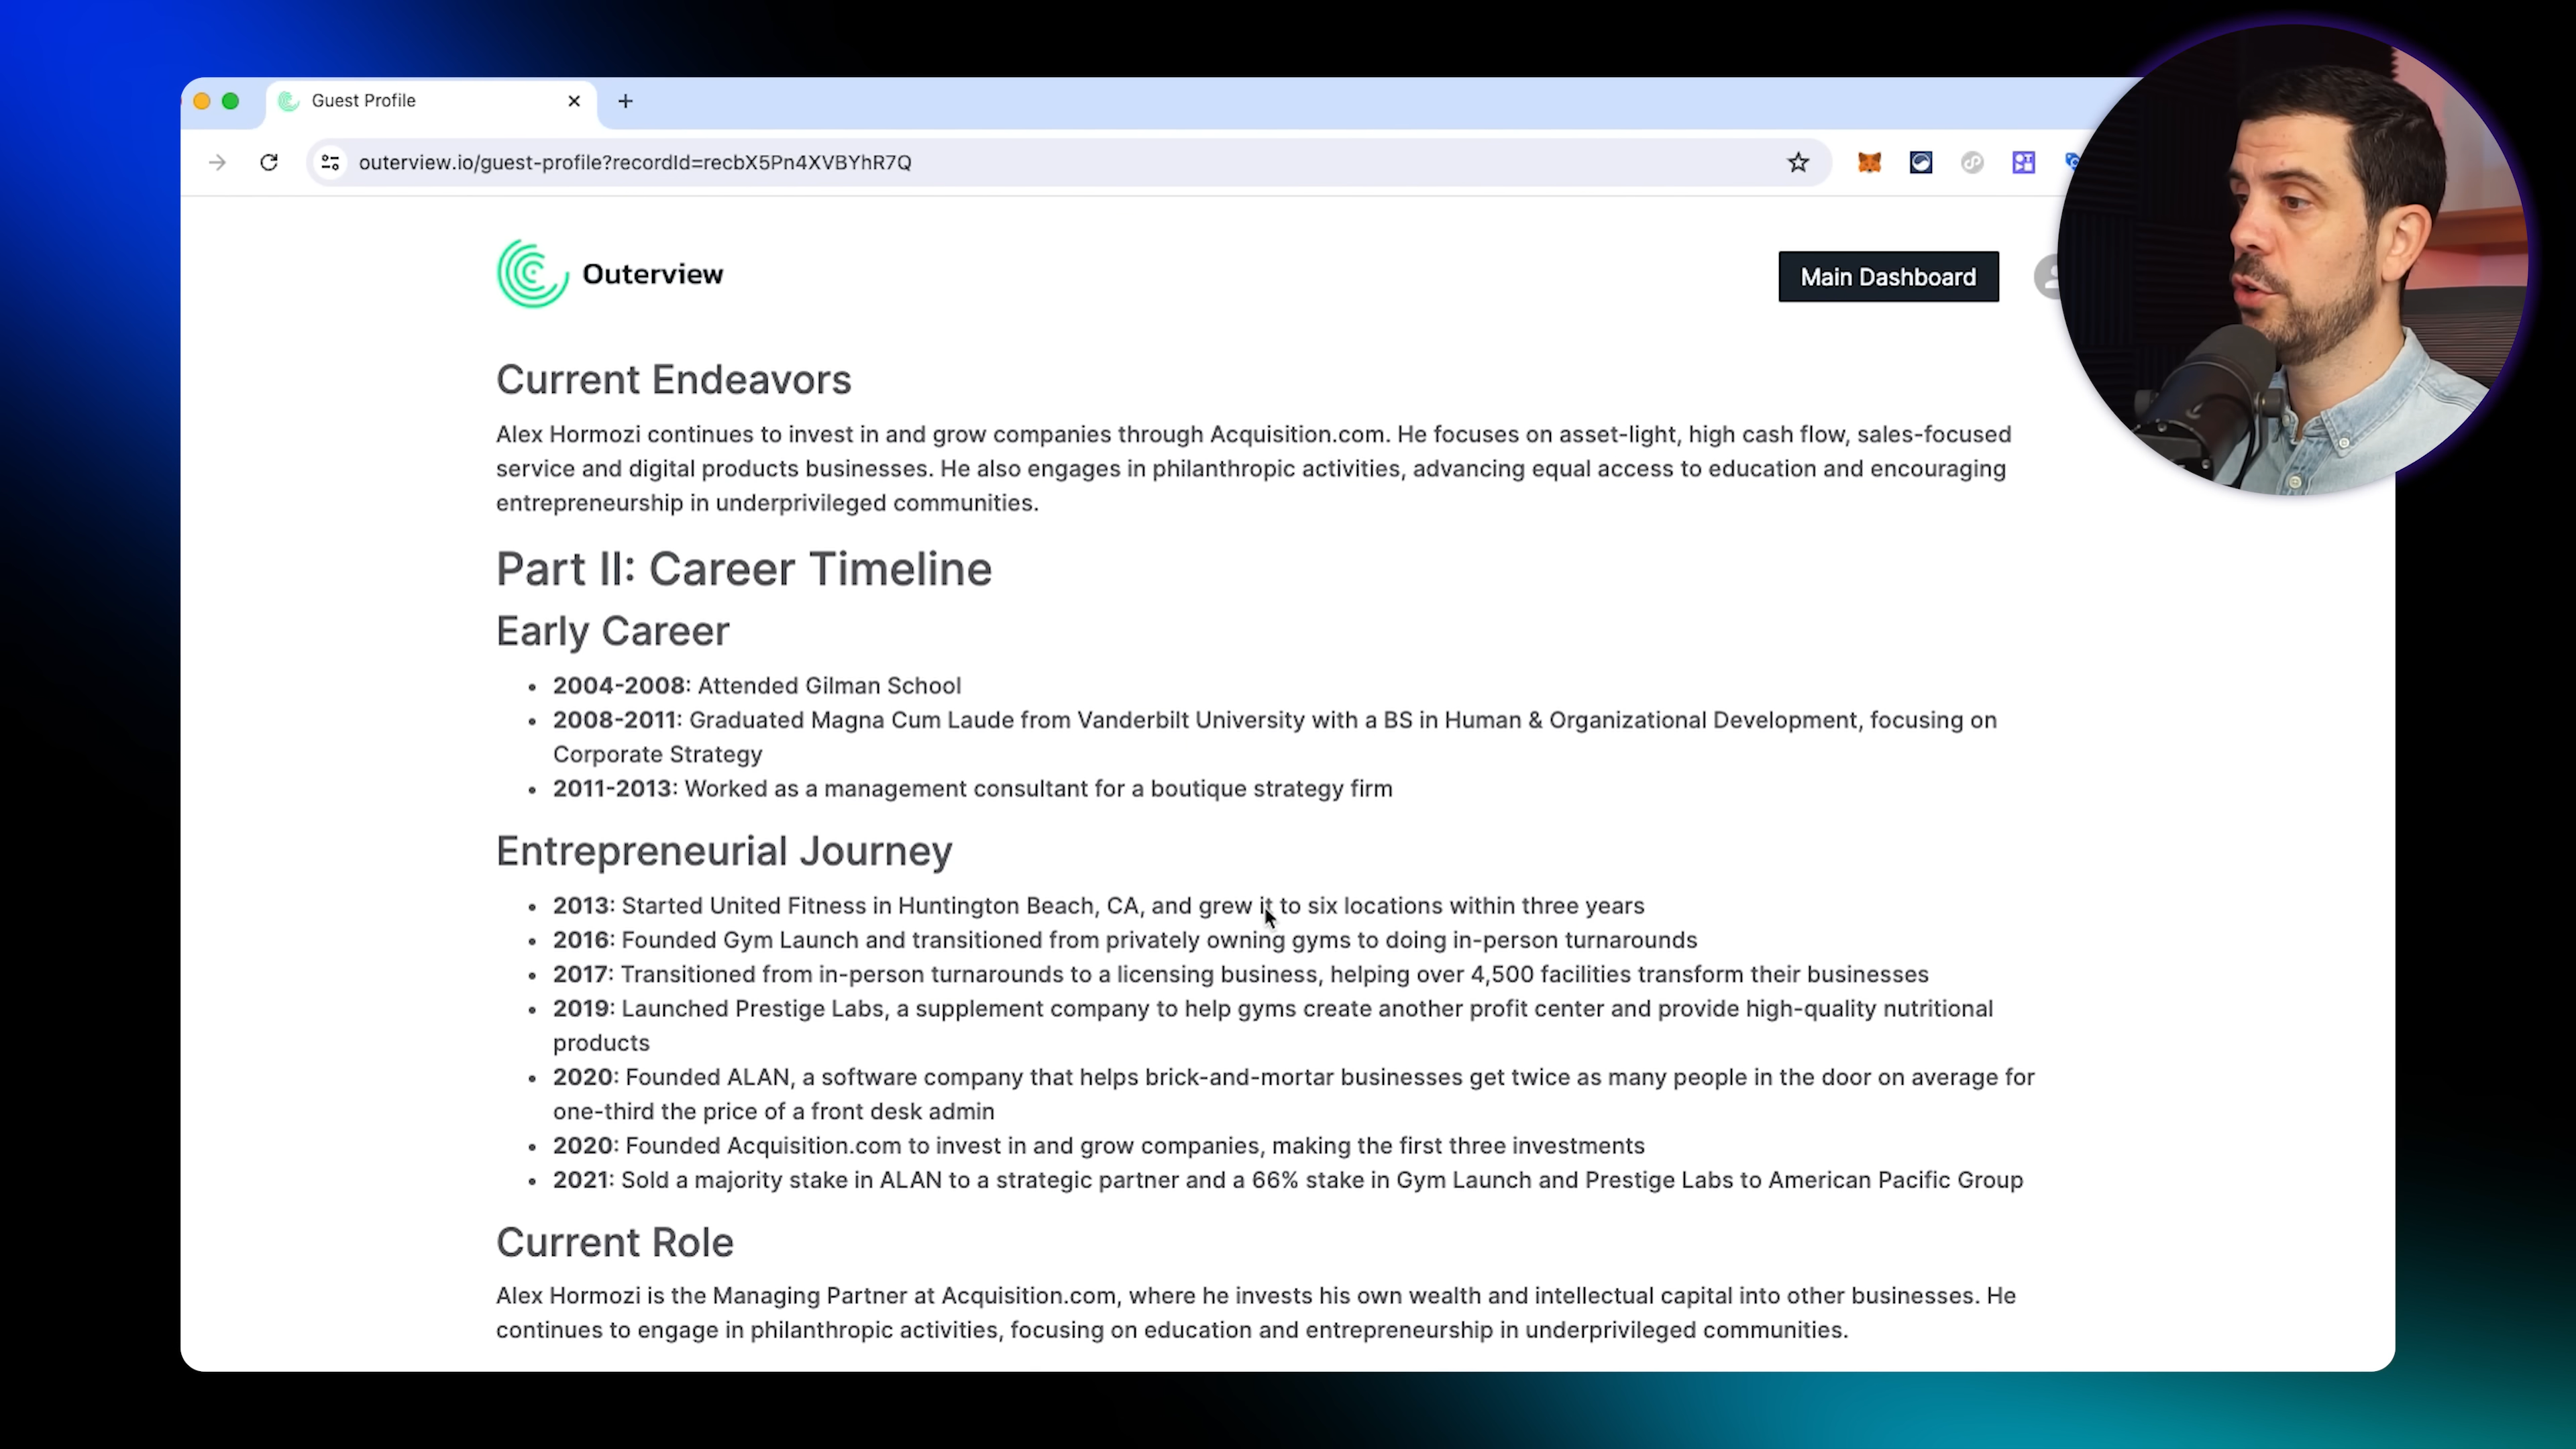 Guest Profile
outerview.io/guest-profile?recordId=recbX5Pn4XVBYhR7Q
Outerview
Main Dashboard
Current Endeavors
Alex Hormozi continues to invest in and grow companies through Acquisition.com. He focuses on asset-light, high cash flow, sales-focused
service and digital products businesses. He also engages in philanthropic activities, advancing equal access to education and encouraging
entrepreneurship in underprivileged communities.
Part II: Career Timeline
Early Career
• 2004-2008: Attended Gilman School
• 2008-2011: Graduated Magna Cum Laude from Vanderbilt University with a BS in Human & Organizational Development, focusing on
Corporate Strategy
• 2011-2013: Worked as a management consultant for a boutique strategy firm
Entrepreneurial Journey
• 2013: Started United Fitness in Huntington Beach, CA, and grew it to six locations within three years
• 2016: Founded Gym Launch and transitioned from privately owning gyms to doing in-person turnarounds
• 2017: Transitioned from in-person turnarounds to a licensing business, helping over 4,500 facilities transform their businesses
• 2019: Launched Prestige Labs, a supplement company to help gyms create another profit center and provide high-quality nutritional
products
• 2020: Founded ALAN, a software company that helps brick-and-mortar businesses get twice as many people in the door on average for
one-third the price of a front desk admin
• 2020: Founded Acquisition.com to invest in and grow companies, making the first three investments
• 2021: Sold a majority stake in ALAN to a strategic partner and a 66% stake in Gym Launch and Prestige Labs to American Pacific Group
Current Role
Alex Hormozi is the Managing Partner at Acquisition.com, where he invests his own wealth and intellectual capital into other businesses. He
continues to engage in philanthropic activities, focusing on education and entrepreneurship in underprivileged communities.